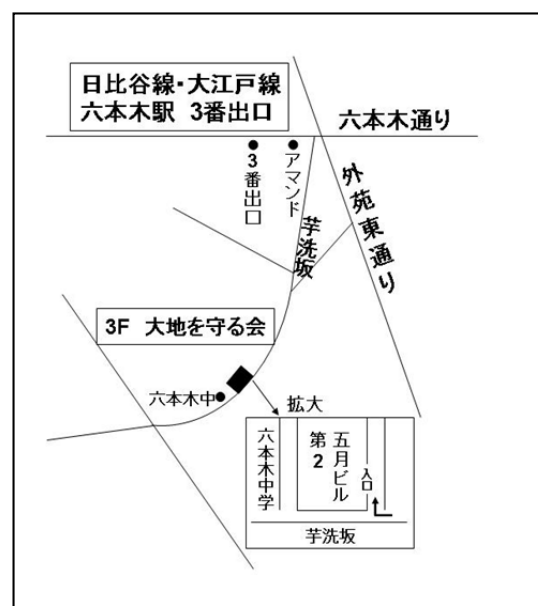 日比谷線・大江戸線
六本木駅 3番出口
六本木通り
3番出口
アマンド
芋洗坂
外苑東通り
3F 大地を守る会
六本木中
拡大
六本木中学
第2
五月ビル
入口
芋洗坂